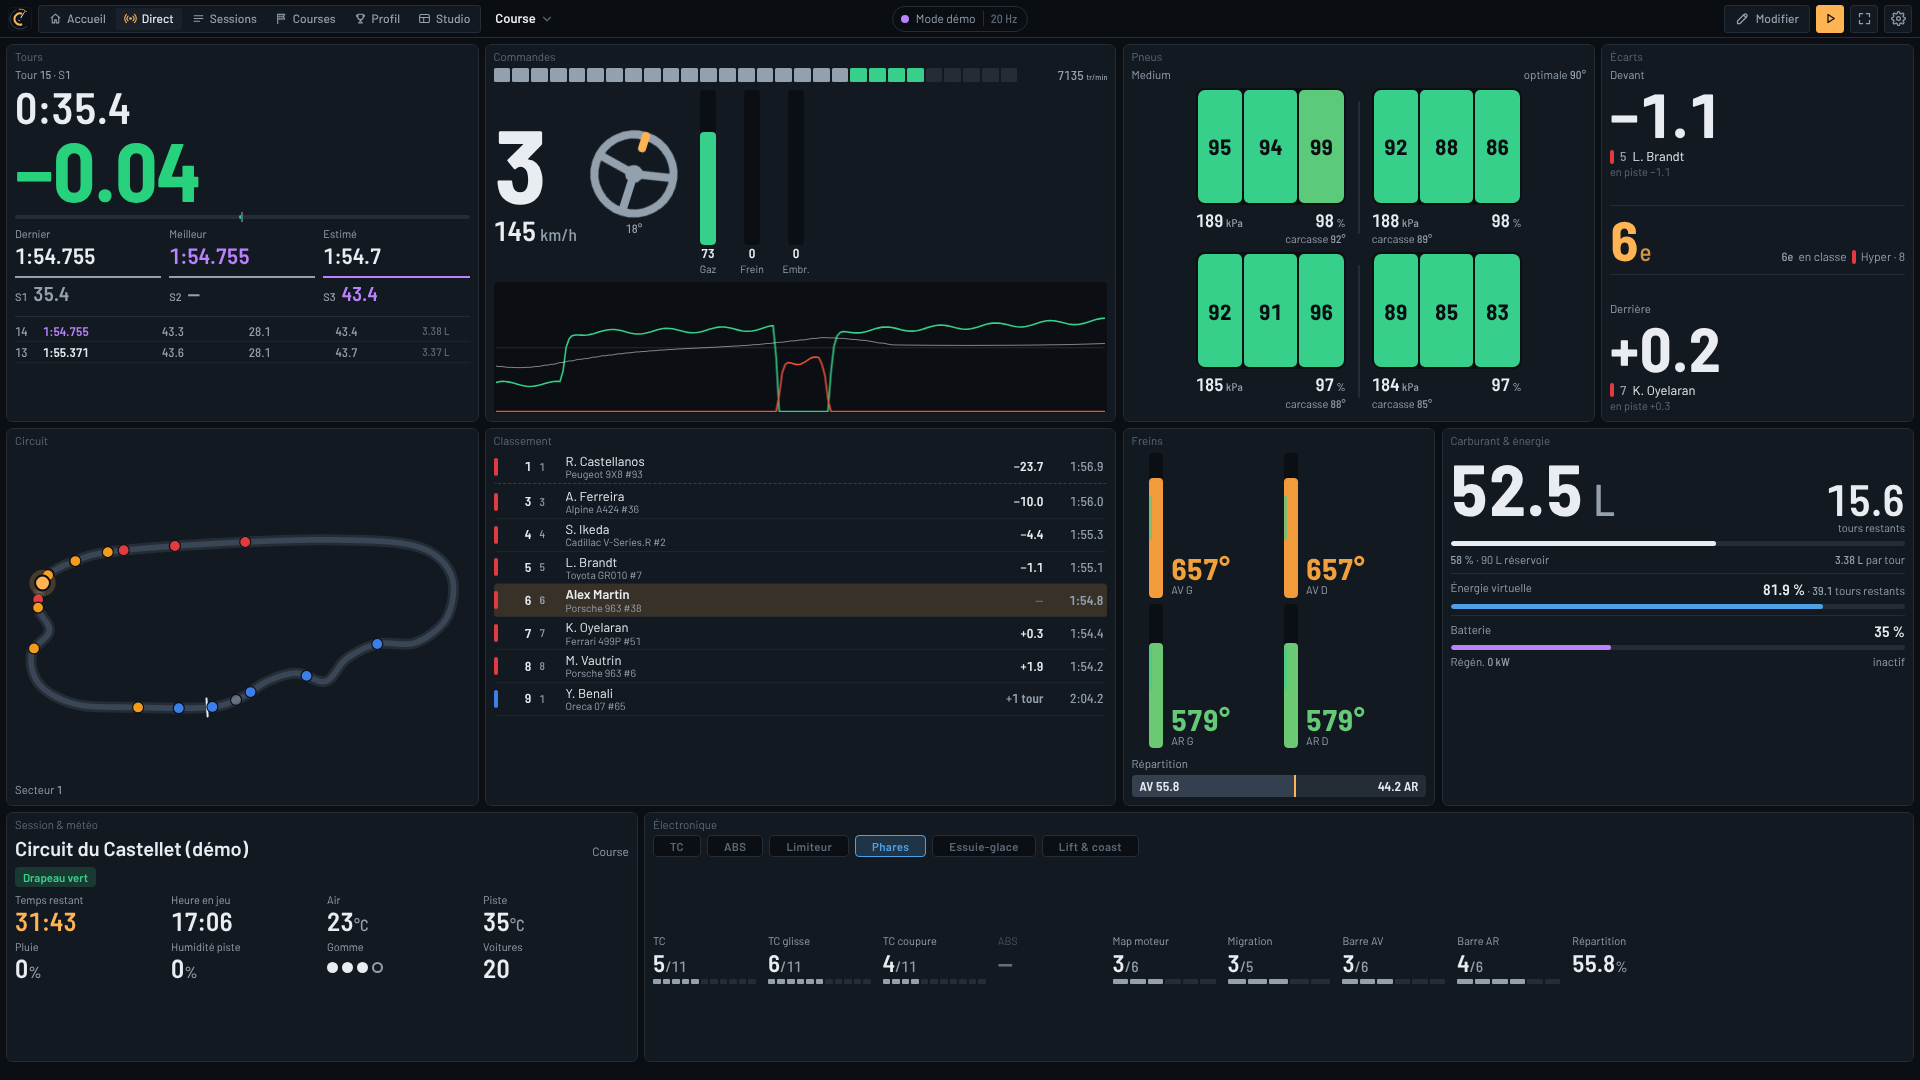 Accueil
Direct
Sessions
Courses
Profil
Studio
Course
Mode démo
20 Hz
Modifier
Tours
Tour 15 · S1
0:35.4
−0.04
Dernier
1:54.755
Meilleur
1:54.755
Estimé
1:54.7
S1 35.4
S2 —
S3 43.4
14 1:54.755 43.3 28.1 43.4 3.38 L
13 1:55.371 43.6 28.1 43.7 3.37 L
Commandes
7135 tr/min
3
145 km/h
18°
73
Gaz
0
Frein
0
Embr.
Pneus
Medium
optimale 90°
95 94 99
92 88 86
189 kPa 98 %
188 kPa 98 %
carcasse 92°
carcasse 89°
92 91 96
89 85 83
185 kPa 97 %
184 kPa 97 %
carcasse 88°
carcasse 85°
Écarts
Devant
−1.1
5 L. Brandt
en piste −1.1
6e
6e en classe Hyper · 8
Derrière
+0.2
7 K. Oyelaran
en piste +0.3
Circuit
Secteur 1
Classement
1 1 R. Castellanos −23.7 1:56.9
Peugeot 9X8 #93
3 3 A. Ferreira −10.0 1:56.0
Alpine A424 #36
4 4 S. Ikeda −4.4 1:55.3
Cadillac V-Series.R #2
5 5 L. Brandt −1.1 1:55.1
Toyota GR010 #7
6 6 Alex Martin — 1:54.8
Porsche 963 #38
7 7 K. Oyelaran +0.3 1:54.4
Ferrari 499P #51
8 8 M. Vautrin +1.9 1:54.2
Porsche 963 #6
9 1 Y. Benali +1 tour 2:04.2
Oreca 07 #65
Freins
657°
AV G
657°
AV D
579°
AR G
579°
AR D
Répartition
AV 55.8 44.2 AR
Carburant & énergie
52.5 L
15.6
tours restants
58 % · 90 L réservoir
3.38 L par tour
Énergie virtuelle
81.9 % · 39.1 tours restants
Batterie
35 %
Régén. 0 kW
inactif
Session & météo
Circuit du Castellet (démo)
Course
Drapeau vert
Temps restant
31:43
Heure en jeu
17:06
Air
23°C
Piste
35°C
Pluie
0%
Humidité piste
0%
Gomme
Voitures
20
Électronique
TC
ABS
Limiteur
Phares
Essuie-glace
Lift & coast
TC
5/11
TC glisse
6/11
TC coupure
4/11
ABS
—
Map moteur
3/6
Migration
3/5
Barre AV
3/6
Barre AR
4/6
Répartition
55.8%